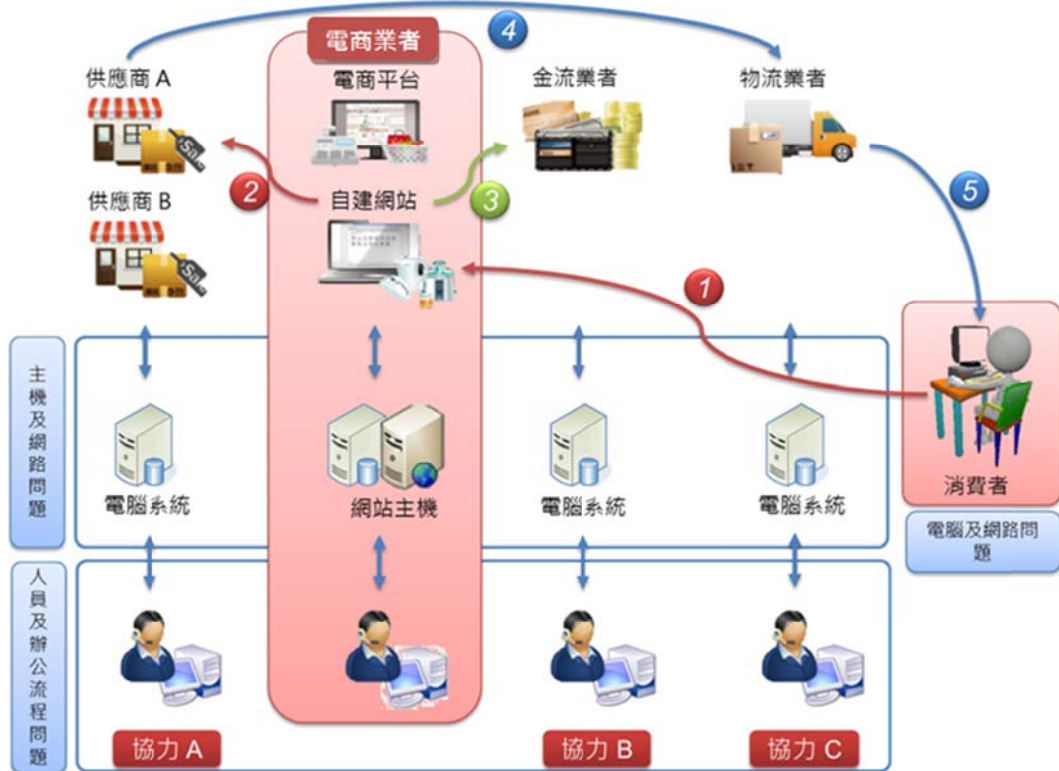 電商業者
4
供應商 A
電商平台
金流業者
物流業者
Sale
2
3
5
供應商 B
自建網站
Sale
1
主機及網路問題
電腦系統
網站主機
電腦系統
電腦系統
消費者
電腦及網路問題
人員及辦公流程問題
協力 A
協力 B
協力 C